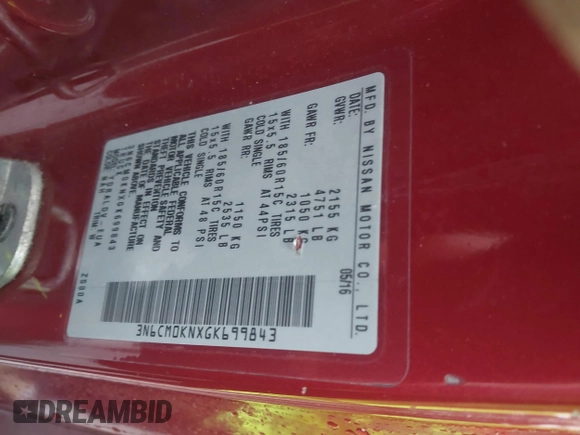 MFD. BY NISSAN MOTOR CO., LTD.
DATE: 05/16
GVWR: 2155 KG
4751 LB
GAWR FR: 1050 KG
2315 LB
WITH 185/60R15C TIRES
15x5.5 RIMS AT 44PSI
COLD SINGLE
GAWR RR: 1150 KG
2535 LB
WITH 185/60R15C TIRES
15x5.5 RIMS AT 48 PSI
COLD SINGLE
THIS VEHICLE CONFORMS TO
ALL APPLICABLE FEDERAL
MOTOR VEHICLE SAFETY AND
THEFT PREVENTION
STANDARDS IN EFFECT ON
THE DATE OF MANUFACTURE
SHOWN ABOVE
3N6CM0KNXGK699843
TRUCK
3N6CM0KNXGK699843
DREAMBID